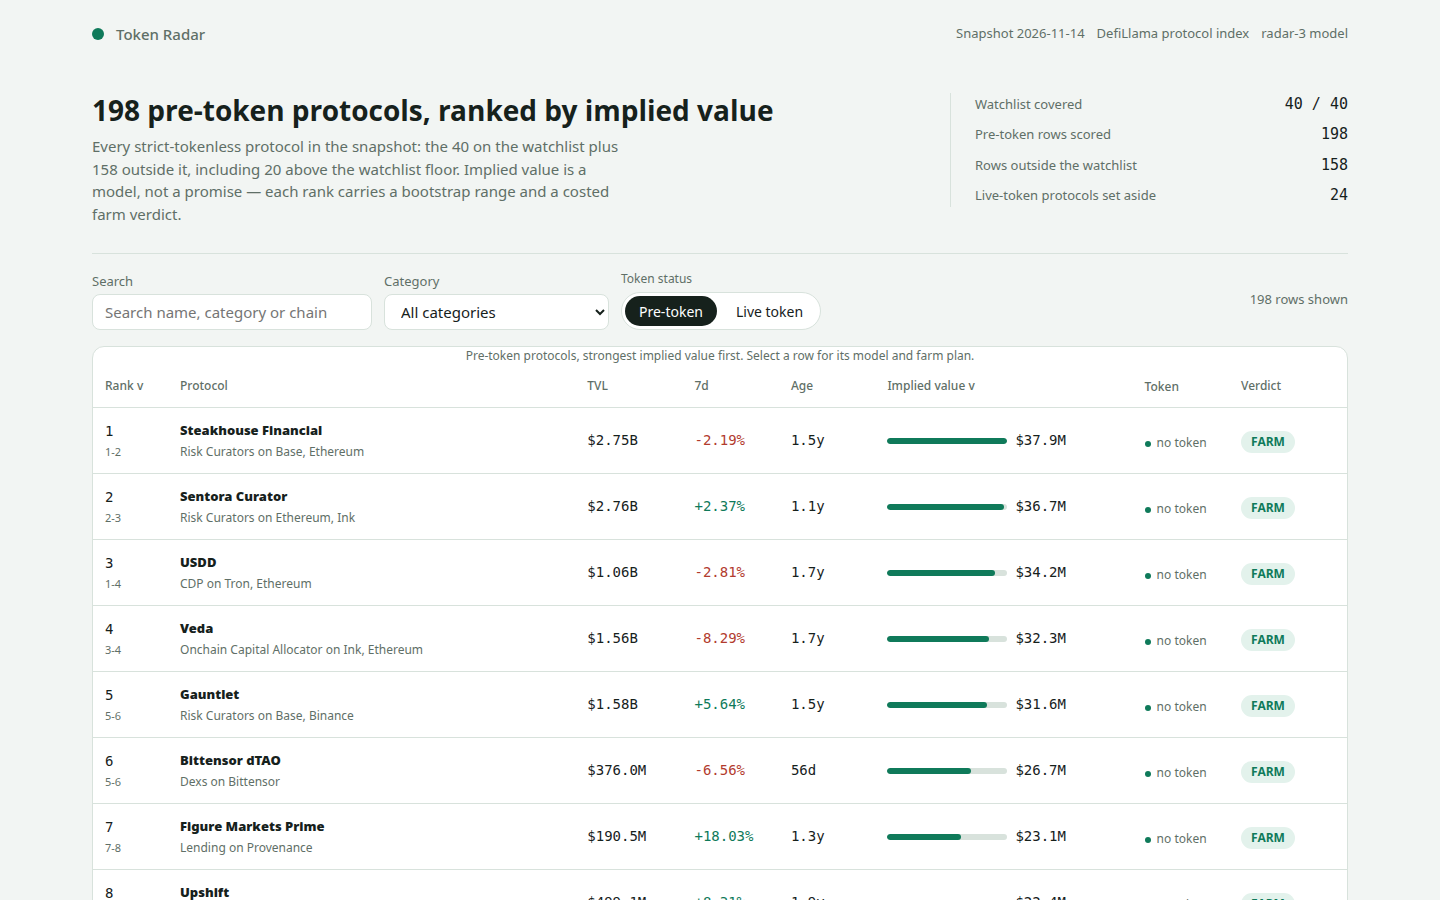 Token Radar
Snapshot 2026-11-14 DefiLlama protocol index radar-3 model
198 pre-token protocols, ranked by implied value
Every strict-tokenless protocol in the snapshot: the 40 on the watchlist plus
158 outside it, including 20 above the watchlist floor. Implied value is a
model, not a promise — each rank carries a bootstrap range and a costed
farm verdict.
Watchlist covered 40 / 40
Pre-token rows scored 198
Rows outside the watchlist 158
Live-token protocols set aside 24
Search
Category
Token status
Search name, category or chain
All categories
Pre-token
Live token
198 rows shown
Pre-token protocols, strongest implied value first. Select a row for its model and farm plan.
Rank v Protocol TVL 7d Age Implied value v Token Verdict
1 Steakhouse Financial $2.75B -2.19% 1.5y $37.9M no token FARM
1-2 Risk Curators on Base, Ethereum
2 Sentora Curator $2.76B +2.37% 1.1y $36.7M no token FARM
2-3 Risk Curators on Ethereum, Ink
3 USDD $1.06B -2.81% 1.7y $34.2M no token FARM
1-4 CDP on Tron, Ethereum
4 Veda $1.56B -8.29% 1.7y $32.3M no token FARM
3-4 Onchain Capital Allocator on Ink, Ethereum
5 Gauntlet $1.58B +5.64% 1.5y $31.6M no token FARM
5-6 Risk Curators on Base, Binance
6 Bittensor dTAO $376.0M -6.56% 56d $26.7M no token FARM
5-6 Dexs on Bittensor
7 Figure Markets Prime $190.5M +18.03% 1.3y $23.1M no token FARM
7-8 Lending on Provenance
8 Upshift